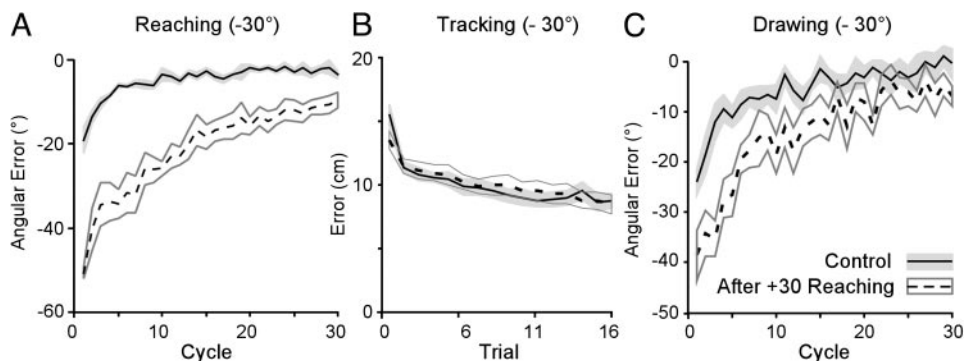 A Reaching (-30°)
Angular Error (°)
0
-20
-40
-60
0 10 20 30
Cycle
B Tracking (- 30°)
Error (cm)
20
10
0
0 6 11 16
Trial
C Drawing (- 30°)
Angular Error (°)
0
-10
-20
-30
-40
-50
0 10 20 30
Cycle
Control
After +30 Reaching